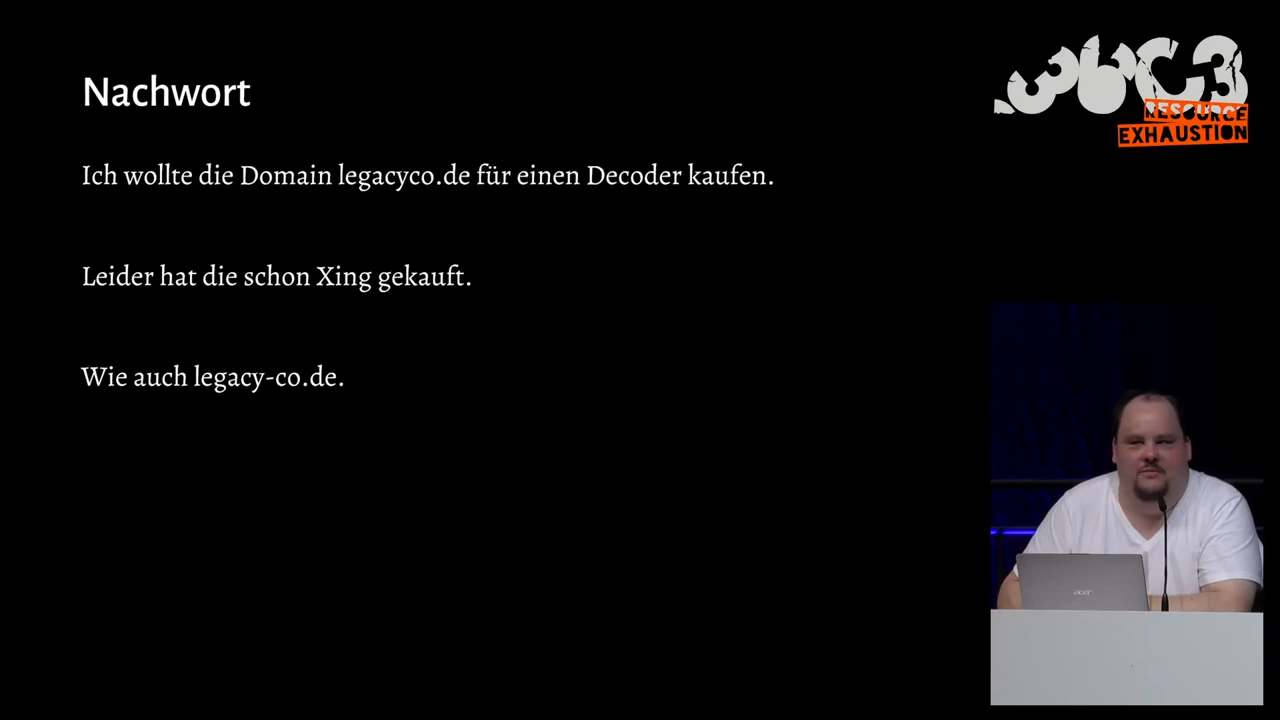 Nachwort
36C3
RESOURCE
EXHAUSTION
Ich wollte die Domain legacyco.de für einen Decoder kaufen.
Leider hat die schon Xing gekauft.
Wie auch legacy-co.de.
acer